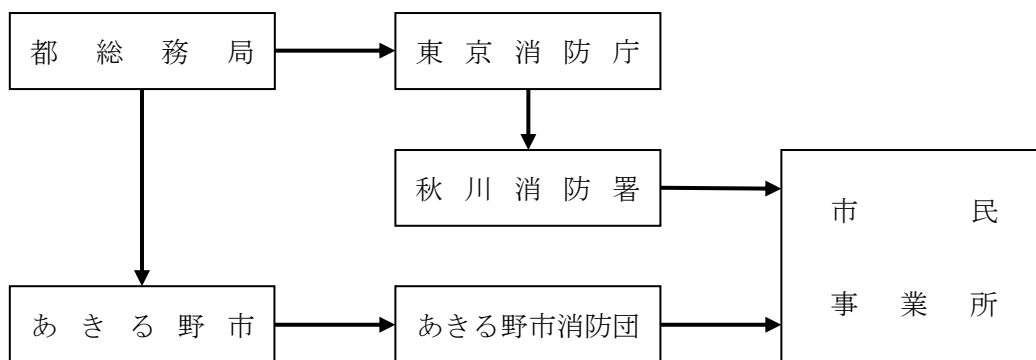 都総務局
東京消防庁
秋川消防署
市民
事業所
あきる野市
あきる野市消防団